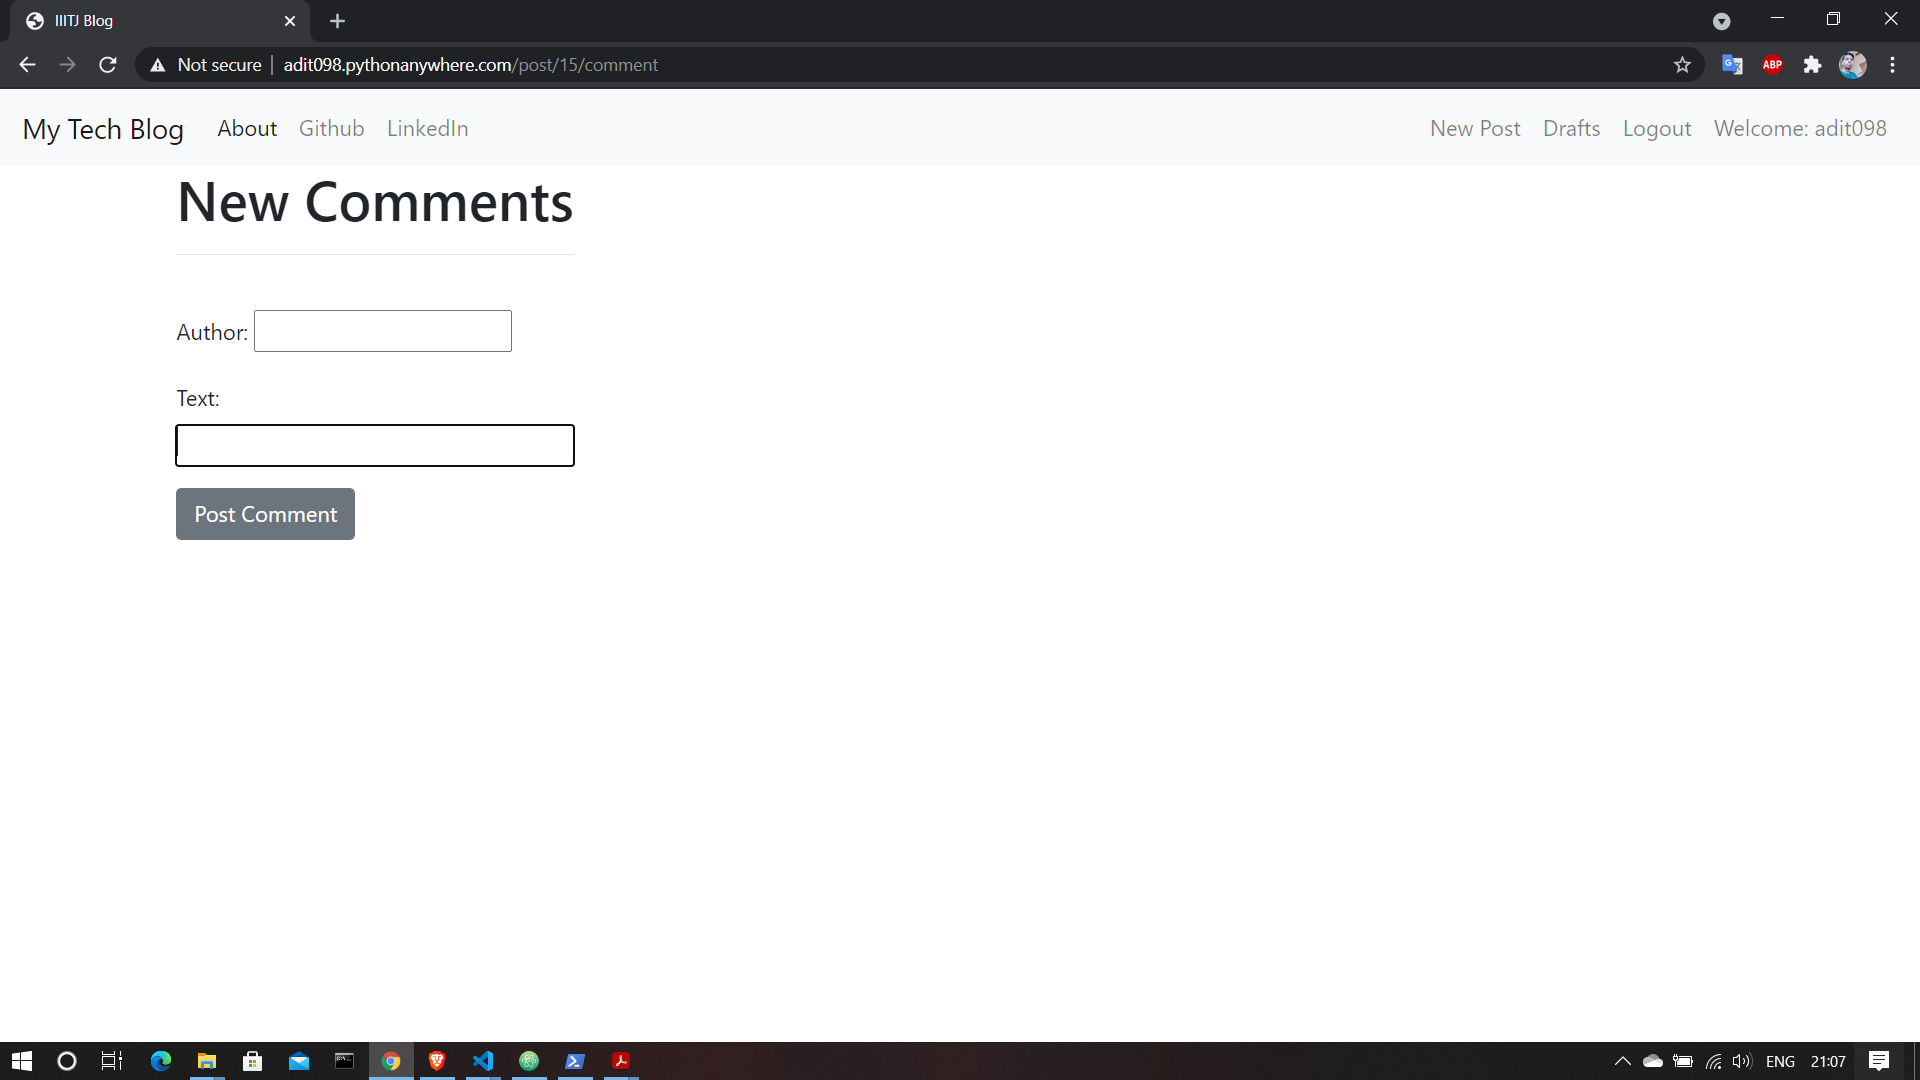 IIITJ Blog
Not secure adit098.pythonanywhere.com/post/15/comment
ABP
My Tech Blog About Github LinkedIn New Post Drafts Logout Welcome: adit098
New Comments
Author:
Text:
Post Comment
ENG 21:07